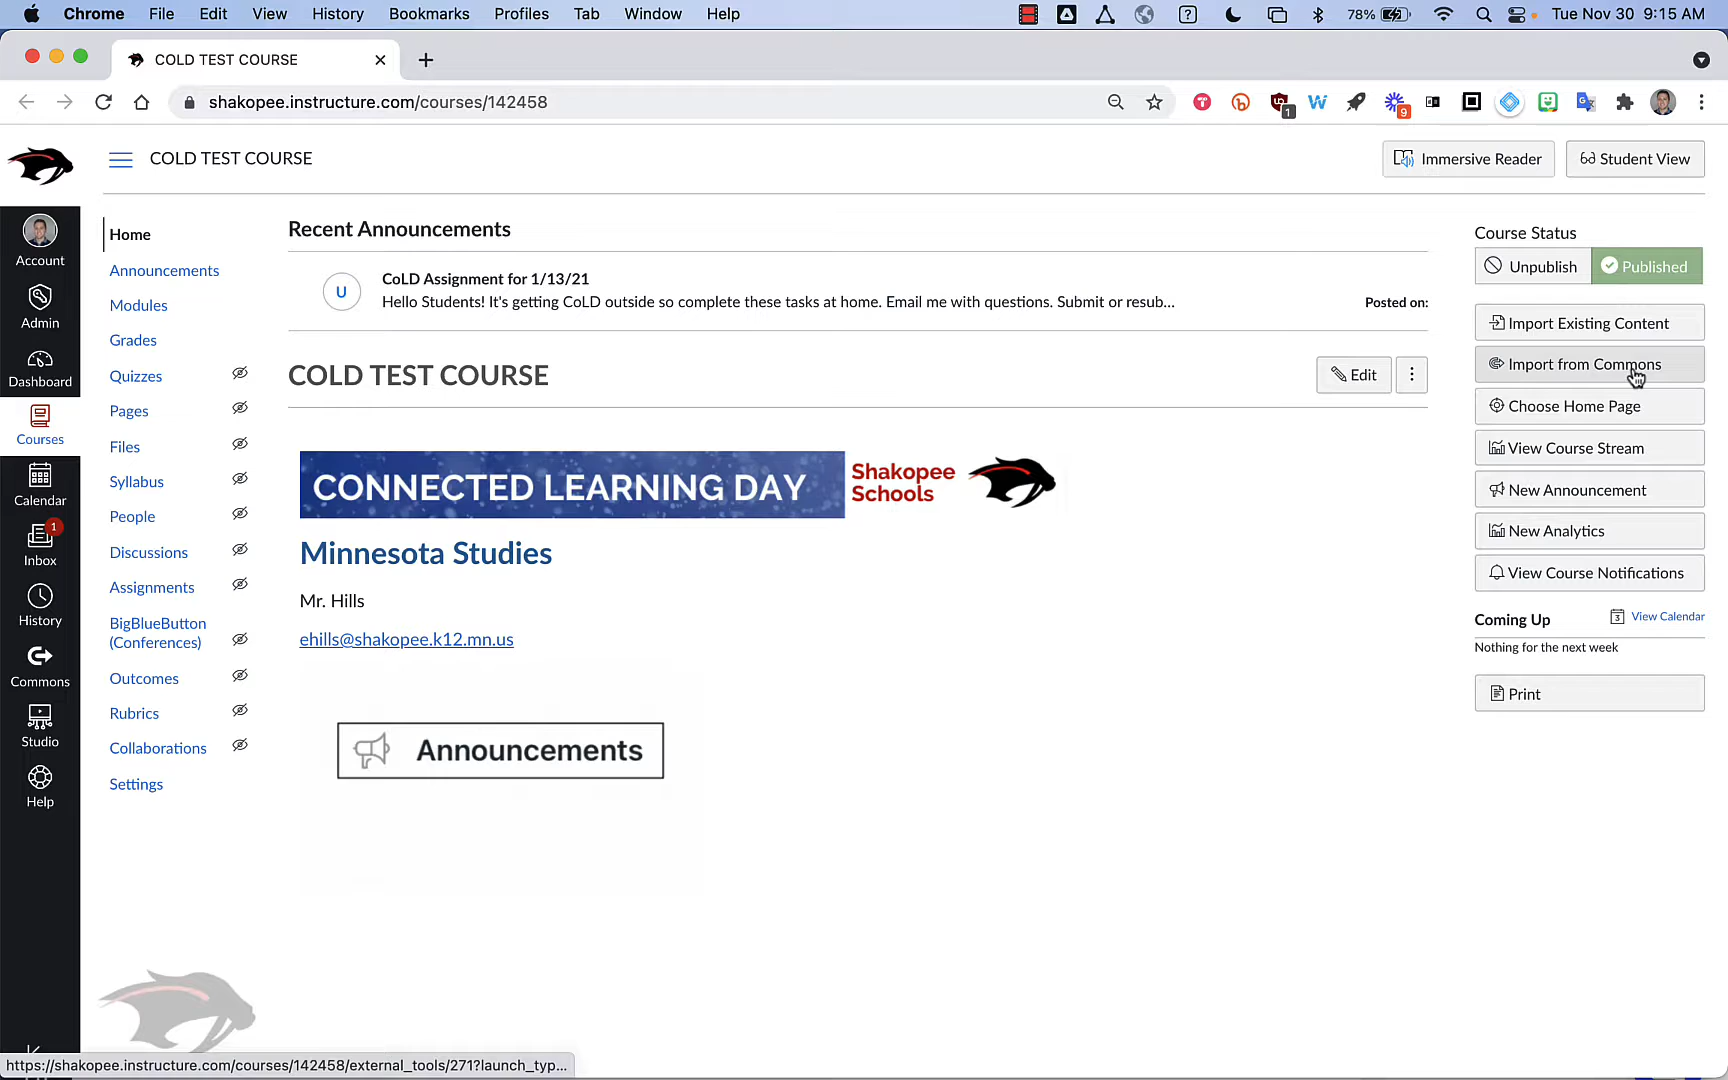 Chrome File Edit View History Bookmarks Profiles Tab Window Help 78% Tue Nov 30 9:15 AM
COLD TEST COURSE
shakopee.instructure.com/courses/142458
1
9
COLD TEST COURSE
Immersive Reader
Student View
Account
Admin
Dashboard
Courses
Calendar
1
Inbox
History
Commons
Studio
Help
Home
Announcements
Modules
Grades
Quizzes
Pages
Files
Syllabus
People
Discussions
Assignments
BigBlueButton
(Conferences)
Outcomes
Rubrics
Collaborations
Settings
Recent Announcements
U
CoLD Assignment for 1/13/21
Hello Students! It's getting CoLD outside so complete these tasks at home. Email me with questions. Submit or resub...
Posted on:
COLD TEST COURSE
Edit
CONNECTED LEARNING DAY
Shakopee
Schools
Minnesota Studies
Mr. Hills
ehills@shakopee.k12.mn.us
Announcements
Course Status
Unpublish
Published
Import Existing Content
Import from Commons
Choose Home Page
View Course Stream
New Announcement
New Analytics
View Course Notifications
Coming Up
3 View Calendar
Nothing for the next week
Print
https://shakopee.instructure.com/courses/142458/external_tools/271?launch_typ...